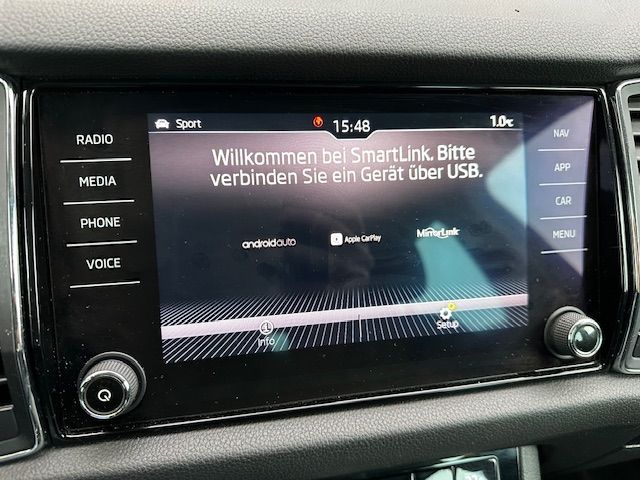 Sport
15:48
1.0°C
RADIO
MEDIA
PHONE
VOICE
Willkommen bei SmartLink. Bitte
verbinden Sie ein Gerät über USB.
androidauto
Apple CarPlay
MirrorLink
Info
Setup
NAV
APP
CAR
MENU